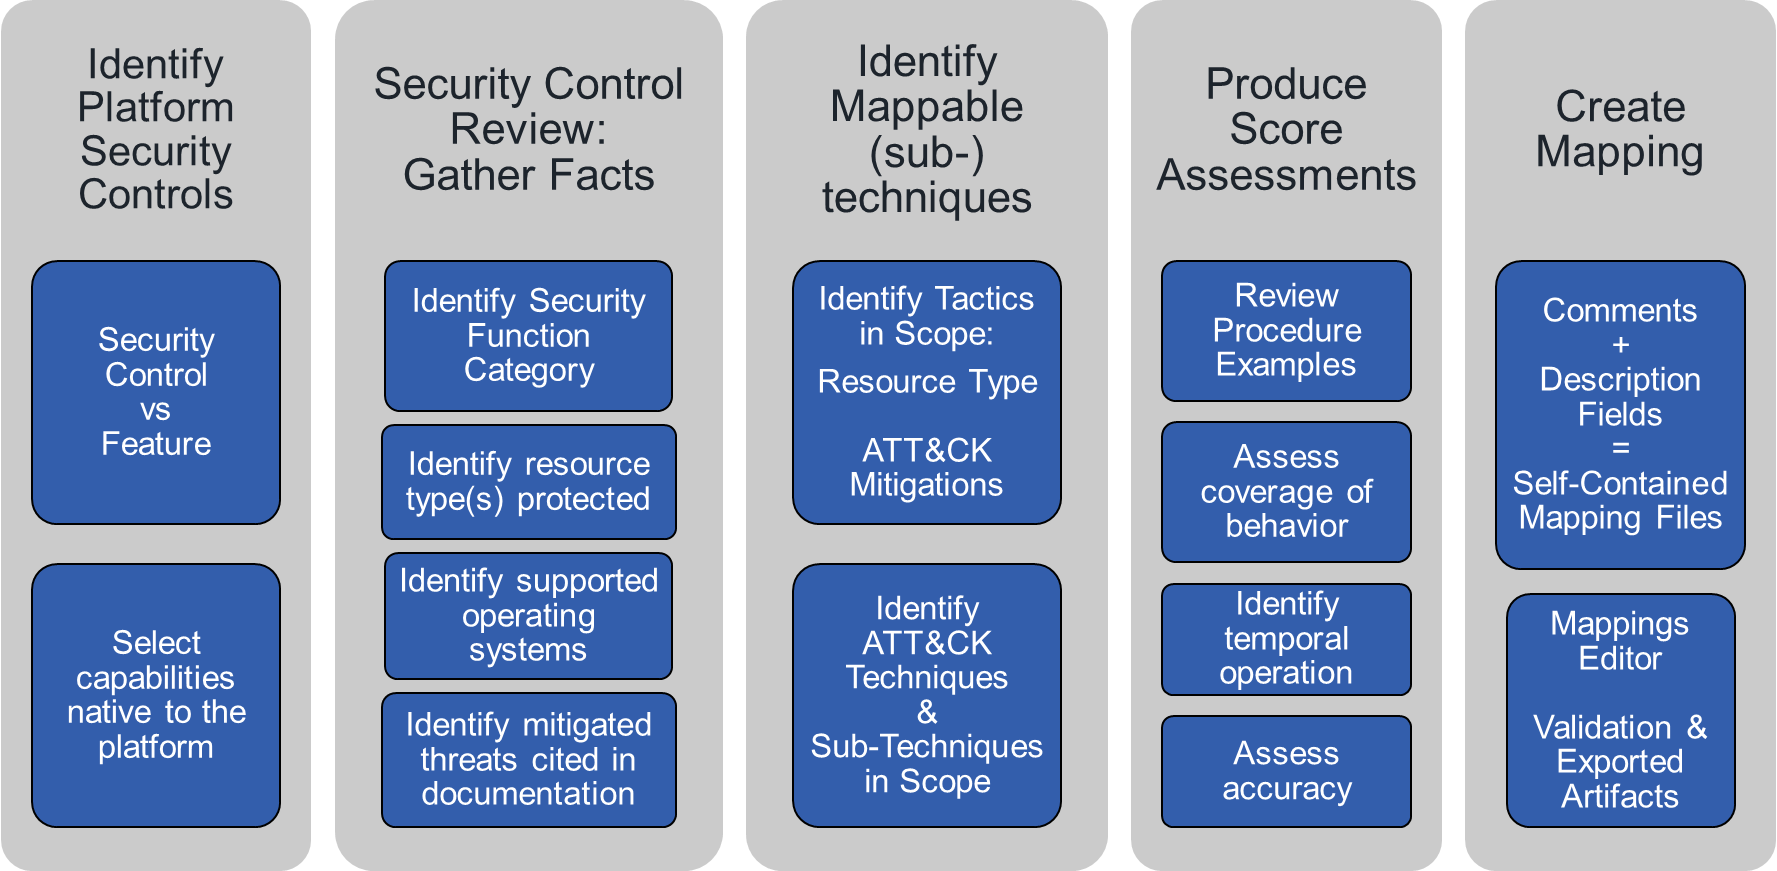 Identify
Platform
Security
Controls
Security
Control
vs
Feature
Select
capabilities
native to the
platform
Security Control
Review:
Gather Facts
Identify Security
Function
Category
Identify resource
type(s) protected
Identify supported
operating
systems
Identify mitigated
threats cited in
documentation
Identify
Mappable
(sub-)
techniques
Identify Tactics
in Scope:
Resource Type
ATT&CK
Mitigations
Identify
ATT&CK
Techniques
&
Sub-Techniques
in Scope
Produce
Score
Assessments
Review
Procedure
Examples
Assess
coverage of
behavior
Identify
temporal
operation
Assess
accuracy
Create
Mapping
Comments
+
Description
Fields
=
Self-Contained
Mapping Files
Mappings
Editor
Validation &
Exported
Artifacts